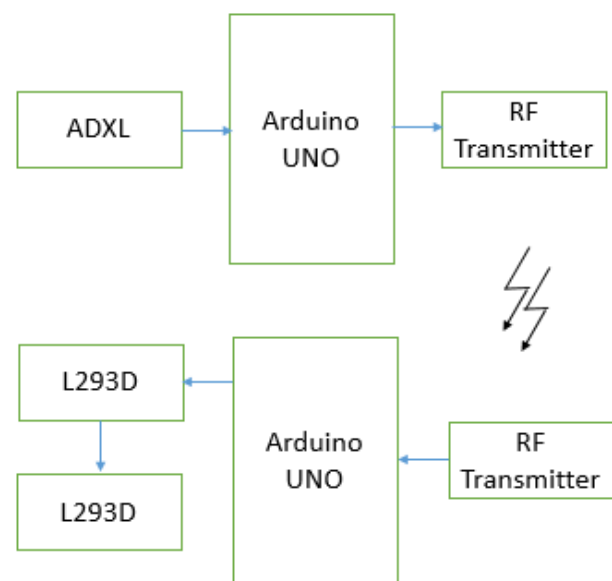 ADXL
Arduino
UNO
RF
Transmitter
L293D
L293D
Arduino
UNO
RF
Transmitter